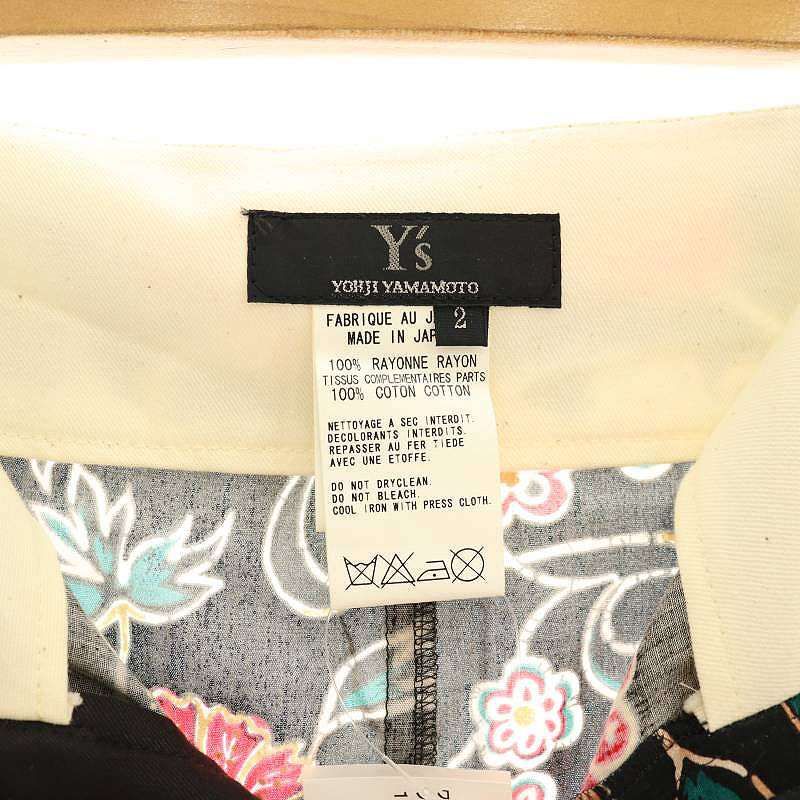 Y's
YOHJI YAMAMOTO
2
FABRIQUE AU
MADE IN
100% RAYONNE RAYON
TISSUS COMPLEMENTAIRES PARTS
100% COTON COTTON
NETTOYAGE A SEC INTERDIT.
DECOLORANTS INTERDITS.
REPASSER AU FER TIEDE
AVEC UNE ETOFFE.
DO NOT DRYCLEAN.
DO NOT BLEACH.
COOL IRON WITH PRESS CLOTH.